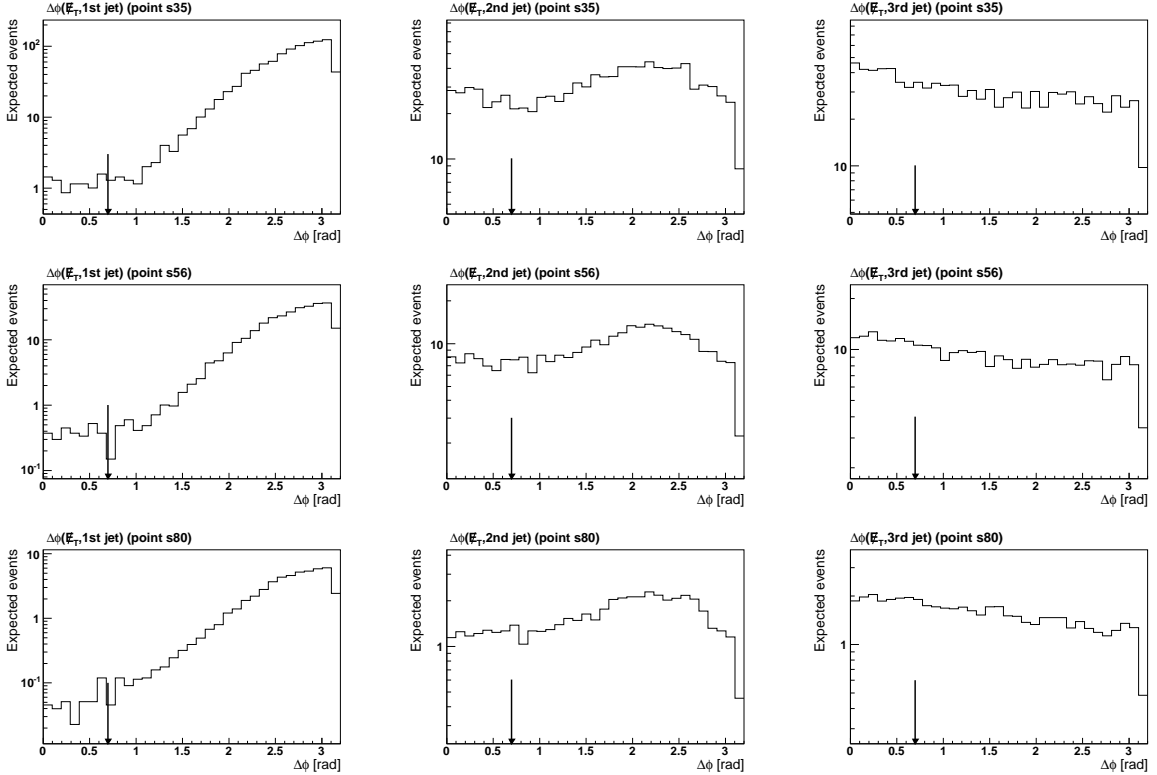 Δϕ(E̸_T,1st jet) (point s35)
Expected events
10²
10
1
0 0.5 1 1.5 2 2.5 3
Δϕ [rad]
Δϕ(E̸_T,2nd jet) (point s35)
Expected events
10
0 0.5 1 1.5 2 2.5 3
Δϕ [rad]
Δϕ(E̸_T,3rd jet) (point s35)
Expected events
10
0 0.5 1 1.5 2 2.5 3
Δϕ [rad]
Δϕ(E̸_T,1st jet) (point s56)
Expected events
10
1
10⁻¹
0 0.5 1 1.5 2 2.5 3
Δϕ [rad]
Δϕ(E̸_T,2nd jet) (point s56)
Expected events
10
0 0.5 1 1.5 2 2.5 3
Δϕ [rad]
Δϕ(E̸_T,3rd jet) (point s56)
Expected events
10
0 0.5 1 1.5 2 2.5 3
Δϕ [rad]
Δϕ(E̸_T,1st jet) (point s80)
Expected events
10
1
10⁻¹
0 0.5 1 1.5 2 2.5 3
Δϕ [rad]
Δϕ(E̸_T,2nd jet) (point s80)
Expected events
1
0 0.5 1 1.5 2 2.5 3
Δϕ [rad]
Δϕ(E̸_T,3rd jet) (point s80)
Expected events
1
0 0.5 1 1.5 2 2.5 3
Δϕ [rad]